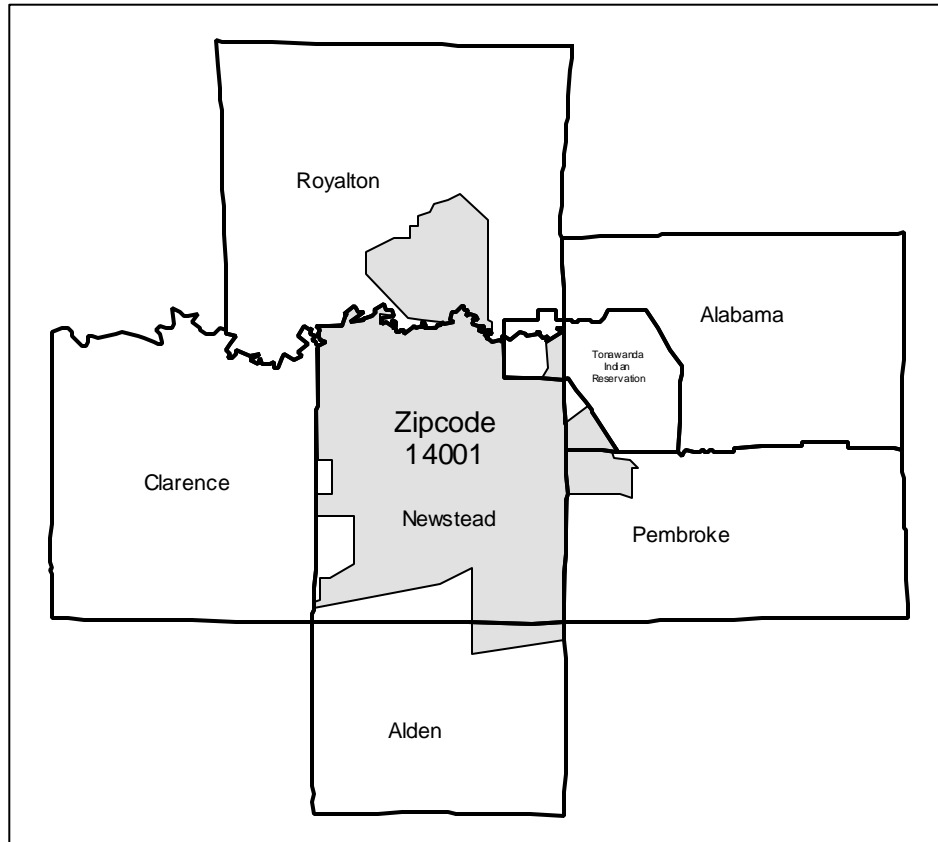 Royalton
Alabama
Tonawanda
Indian
Reservation
Zipcode
14001
Clarence
Newstead
Pembroke
Alden